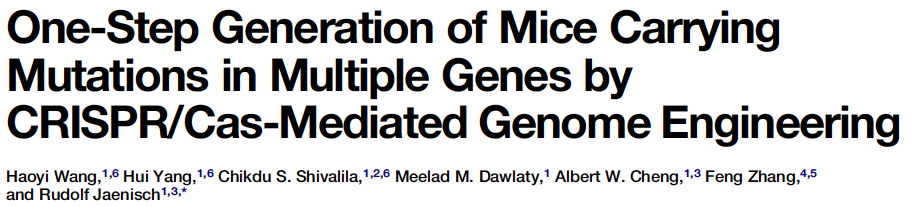 One-Step Generation of Mice Carrying
Mutations in Multiple Genes by
CRISPR/Cas-Mediated Genome Engineering
Haoyi Wang,1,6 Hui Yang,1,6 Chikdu S. Shivalila,1,2,6 Meelad M. Dawlaty,1 Albert W. Cheng,1,3 Feng Zhang,4,5
and Rudolf Jaenisch1,3,*